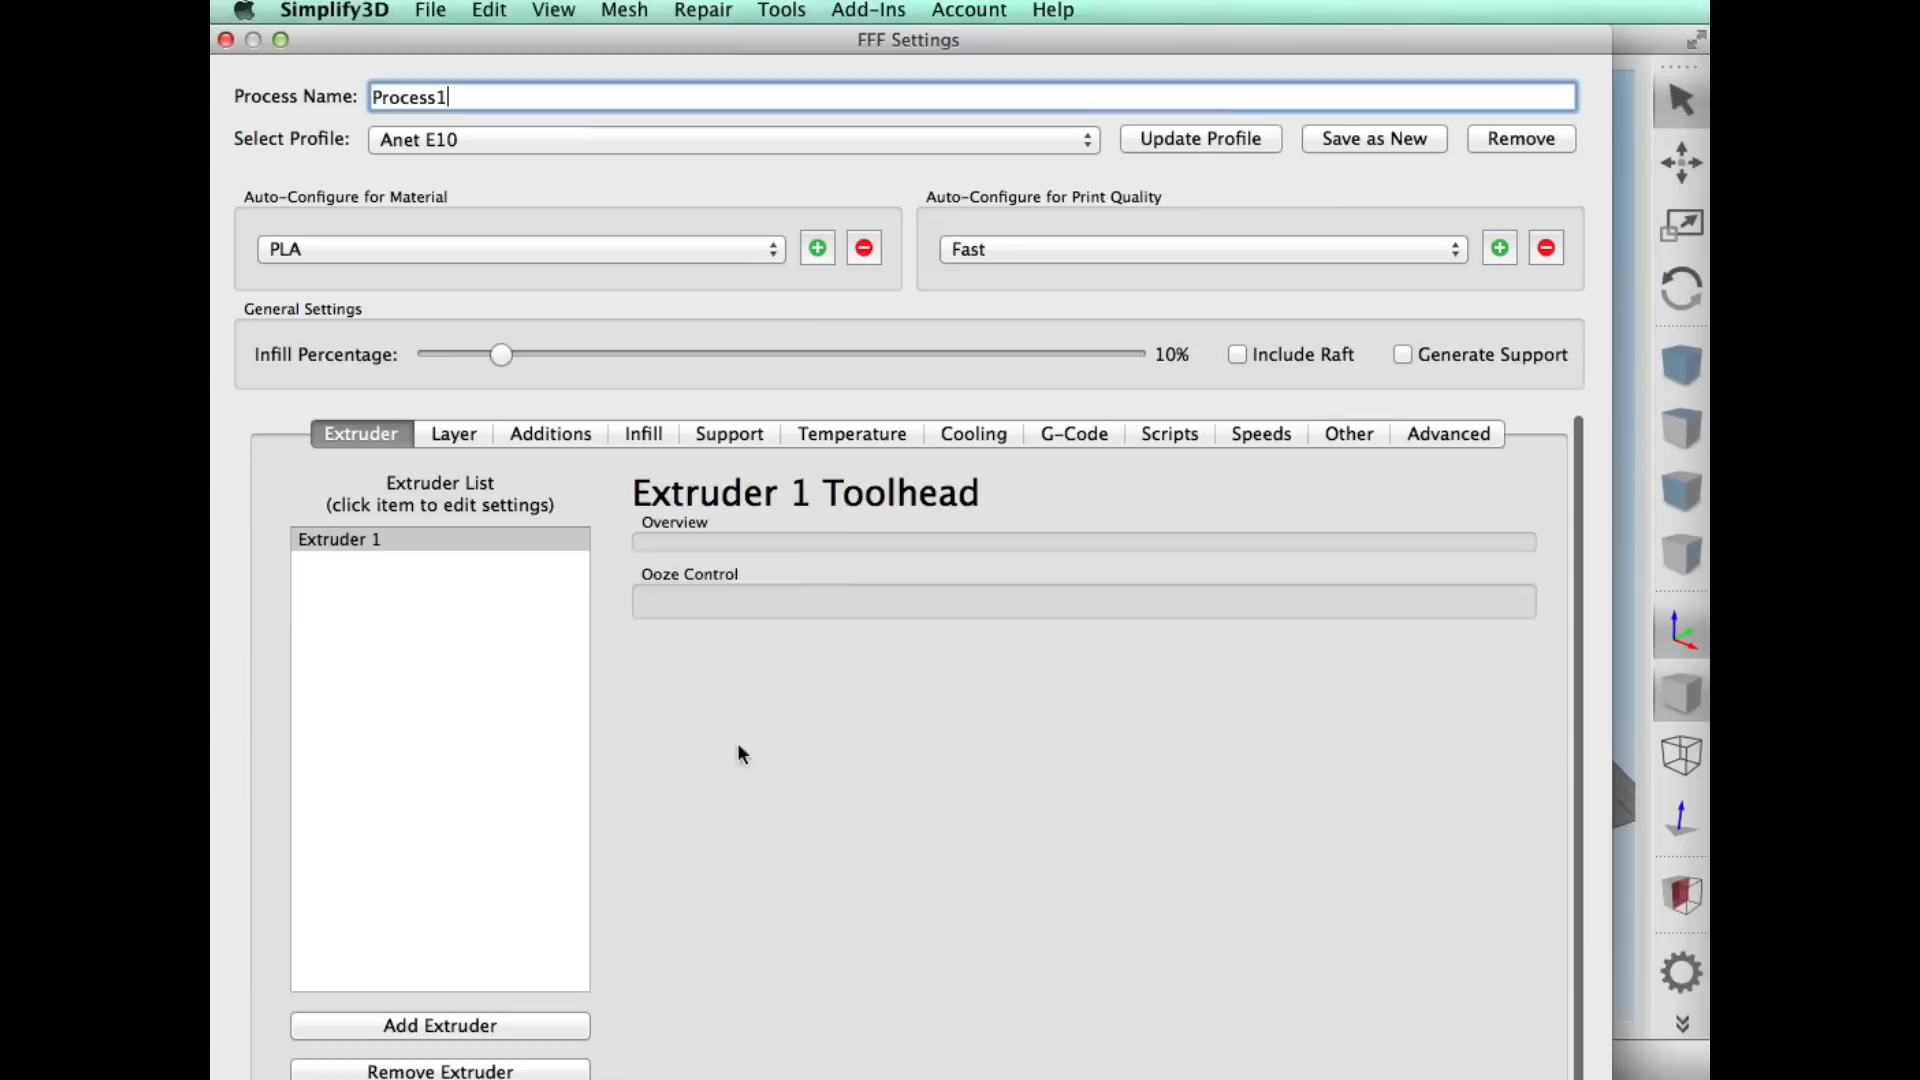 Simplify3D File Edit View Mesh Repair Tools Add-Ins Account Help
FFF Settings
Process Name: Process1
Select Profile: Anet E10 Update Profile Save as New Remove
Auto-Configure for Material Auto-Configure for Print Quality
PLA Fast
General Settings
Infill Percentage: 10% Include Raft Generate Support
Extruder Layer Additions Infill Support Temperature Cooling G-Code Scripts Speeds Other Advanced
Extruder List
(click item to edit settings)
Extruder 1
Extruder 1 Toolhead
Overview
Ooze Control
Add Extruder
Remove Extruder